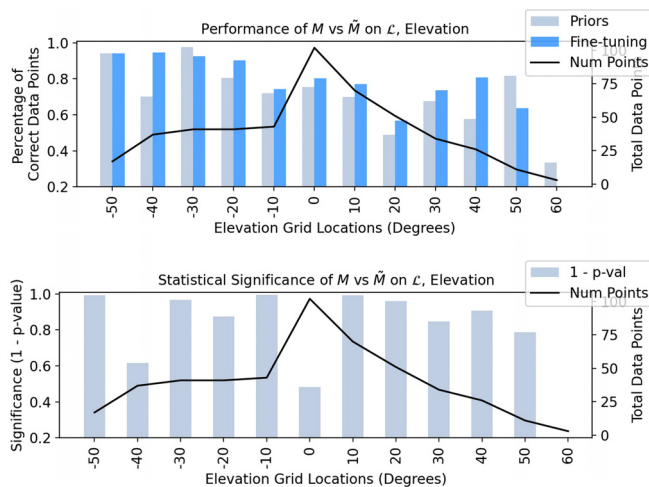 Performance of M vs M̃ on ℒ, Elevation
Priors
Fine-tuning
Num Points
Percentage of
Correct Data Points
1.0
0.8
0.6
0.4
0.2
100
75
50
25
0
Total Data Points
-50 -40 -30 -20 -10 0 10 20 30 40 50 60
Elevation Grid Locations (Degrees)
Statistical Significance of M vs M̃ on ℒ, Elevation
1 - p-val
Num Points
Significance (1 - p-value)
1.0
0.8
0.6
0.4
0.2
100
75
50
25
0
Total Data Points
-50 -40 -30 -20 -10 0 10 20 30 40 50 60
Elevation Grid Locations (Degrees)